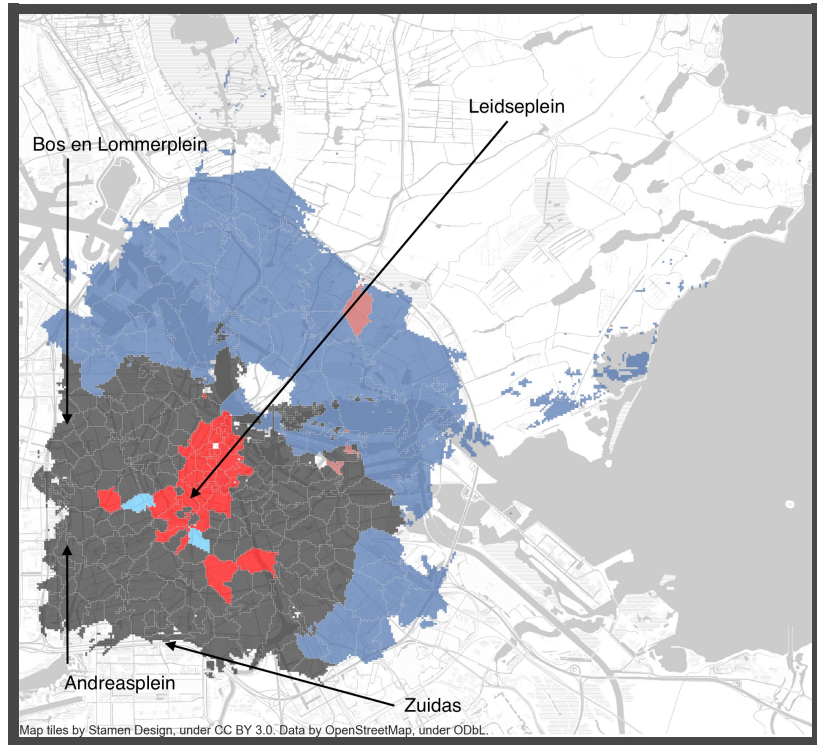 Leidseplein
Bos en Lommerplein
Andreasplein
Zuidas
Map tiles by Stamen Design, under CC BY 3.0. Data by OpenStreetMap, under ODbL.